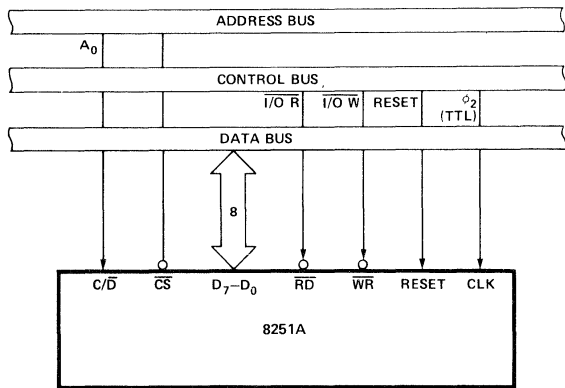 ADDRESS BUS
A0
CONTROL BUS
I/O R I/O W RESET ϕ2
(TTL)
DATA BUS
8
C/D CS D7–D0 RD WR RESET CLK
8251A